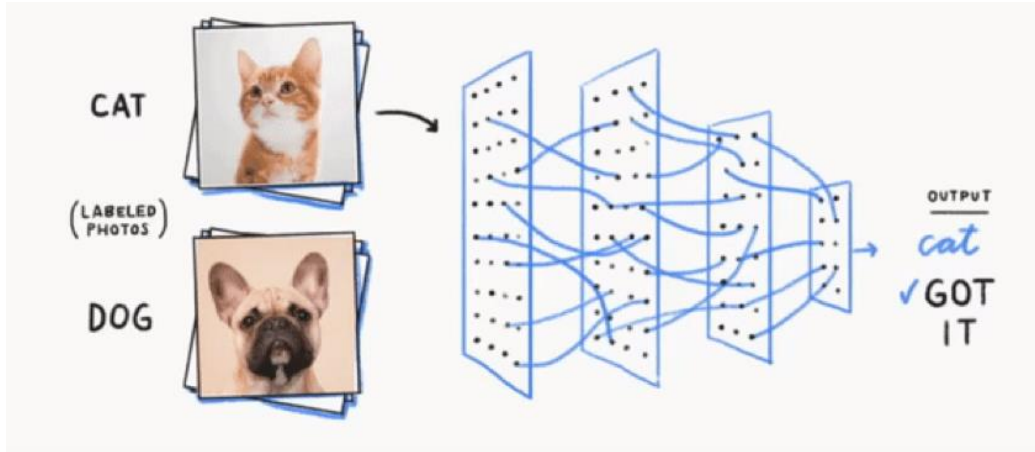 CAT
(LABELED
PHOTOS)
DOG
OUTPUT
cat
✓GOT
IT